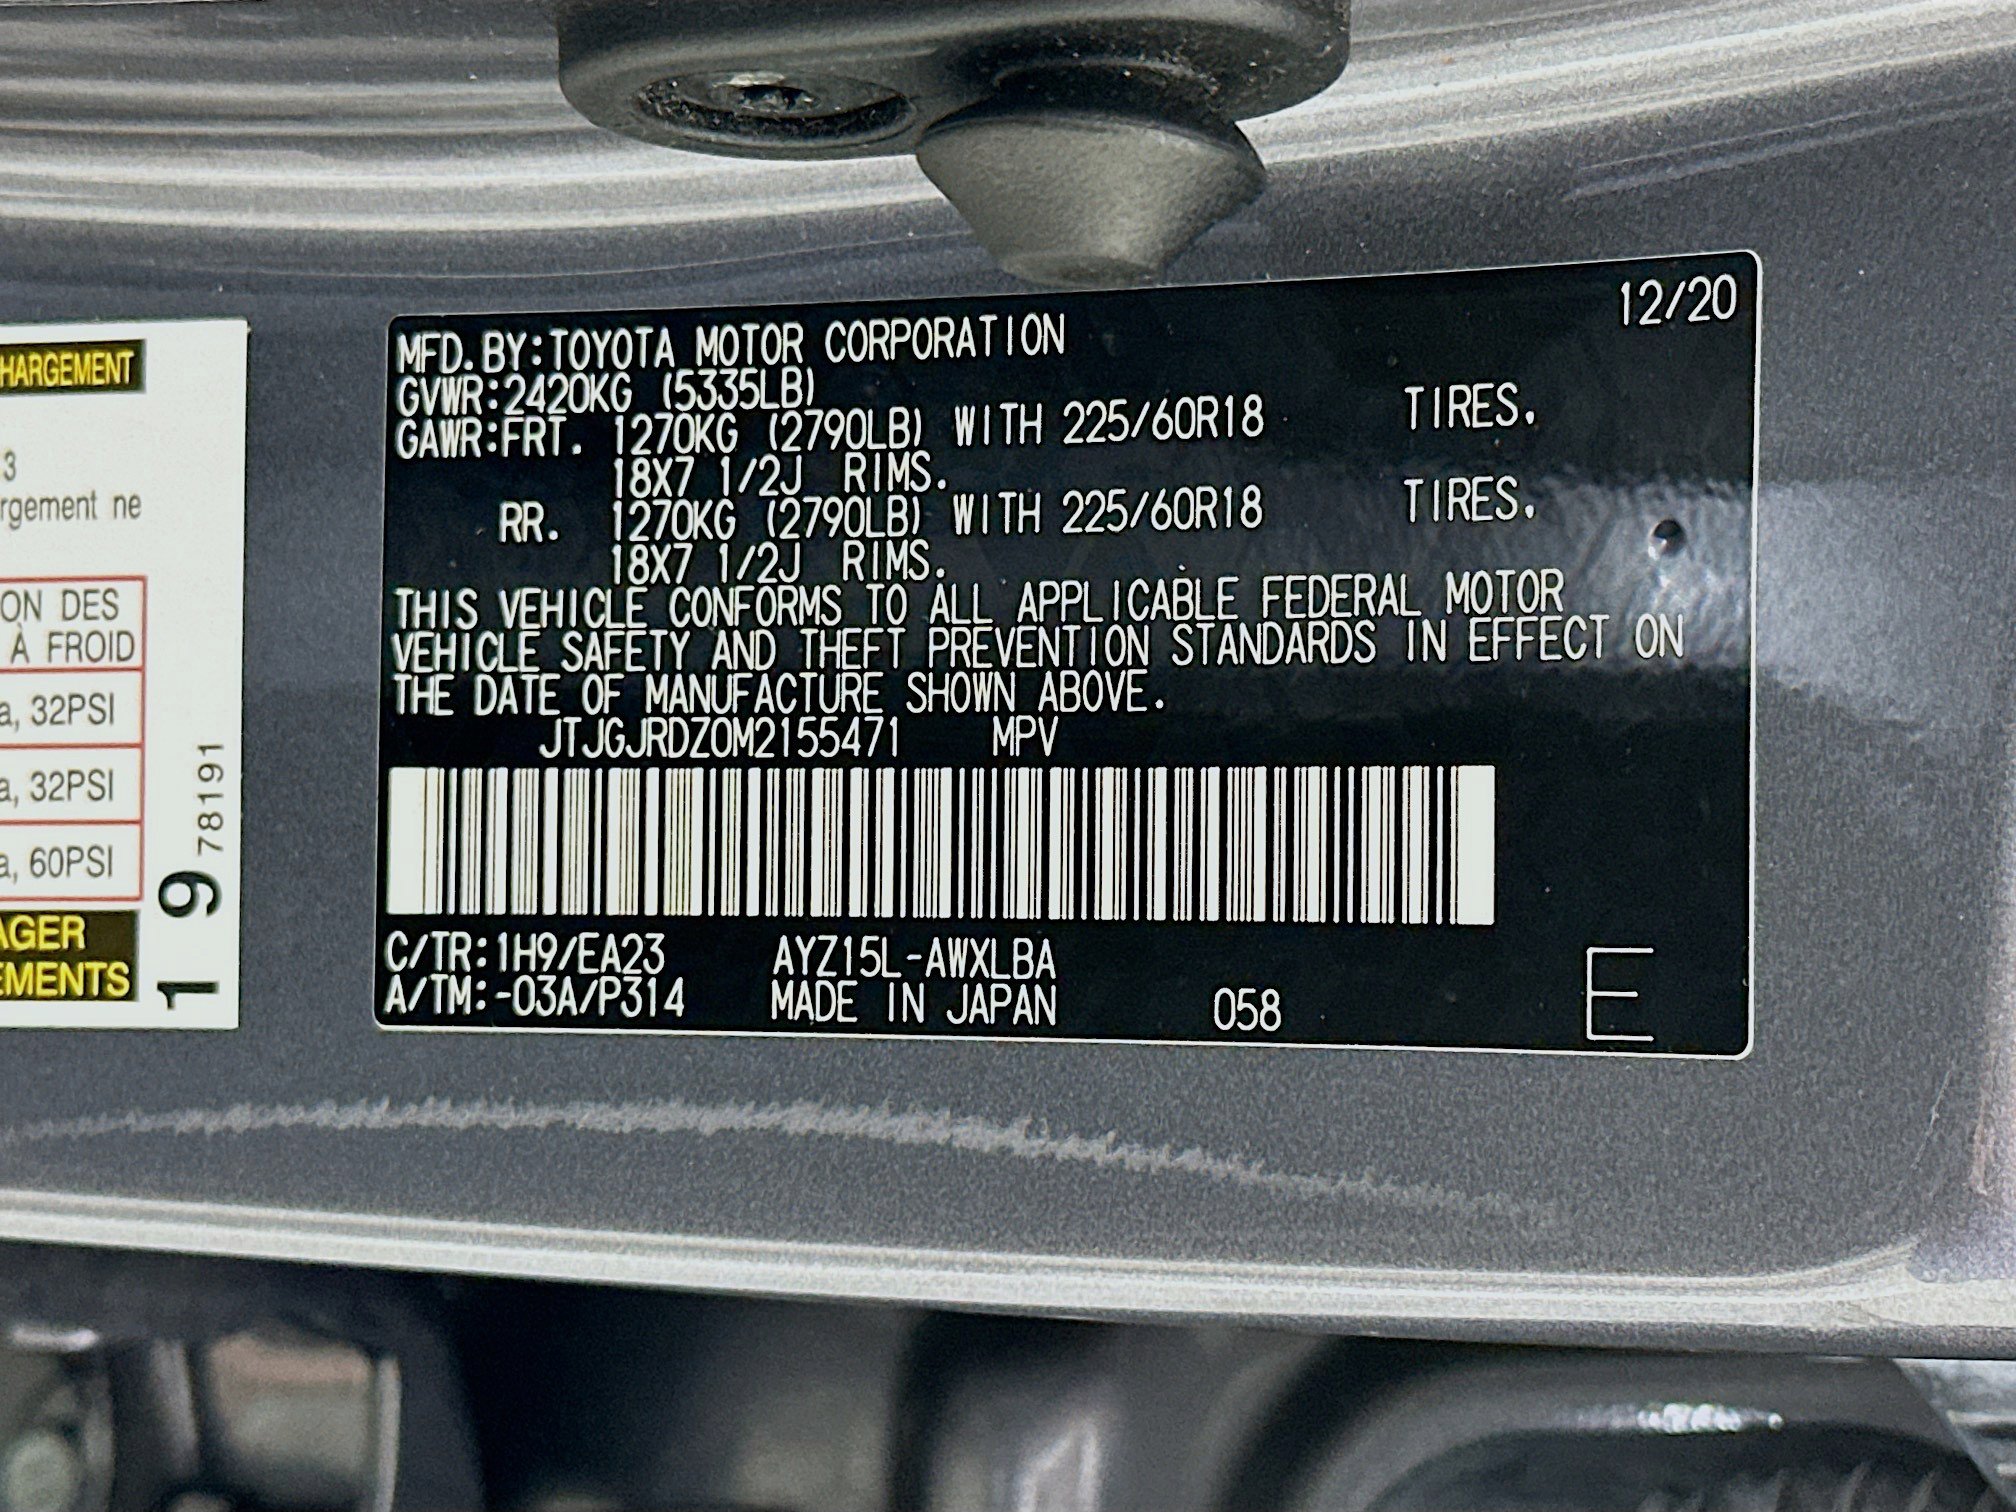 12/20
MFD.BY:TOYOTA MOTOR CORPORATION
GVWR:2420KG (5335LB)
GAWR:FRT. 1270KG (2790LB) WITH 225/60R18 TIRES.
18X7 1/2J RIMS.
RR. 1270KG (2790LB) WITH 225/60R18 TIRES.
18X7 1/2J RIMS.
THIS VEHICLE CONFORMS TO ALL APPLICABLE FEDERAL MOTOR
VEHICLE SAFETY AND THEFT PREVENTION STANDARDS IN EFFECT ON
THE DATE OF MANUFACTURE SHOWN ABOVE.
JTJGJRDZ0M2155471 MPV
C/TR:1H9/EA23 AYZ15L-AWXLBA
A/TM:-03A/P314 MADE IN JAPAN 058 E
HARGEMENT
3
rgement ne
ON DES
À FROID
a, 32PSI
a, 32PSI
a, 60PSI
AGER
EMENTS
19 78191